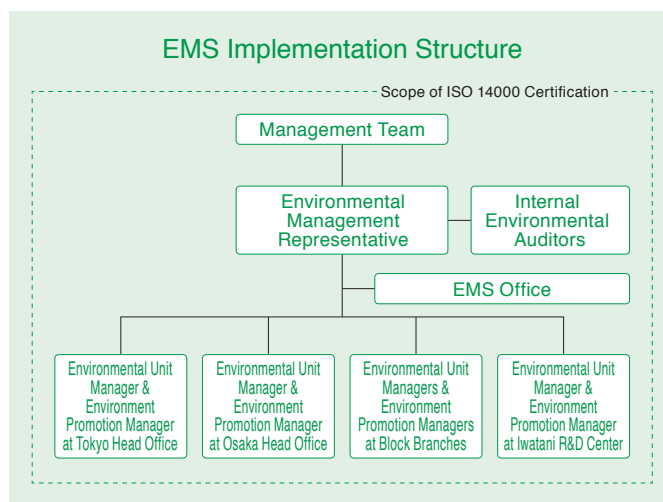 EMS Implementation Structure
Scope of ISO 14000 Certification
Management Team
Environmental
Management
Representative
Internal
Environmental
Auditors
EMS Office
Environmental Unit
Manager &
Environment
Promotion Manager
at Tokyo Head Office
Environmental Unit
Manager &
Environment
Promotion Manager
at Osaka Head Office
Environmental Unit
Managers &
Environment
Promotion Managers
at Block Branches
Environmental Unit
Manager &
Environment
Promotion Manager
at Iwatani R&D Center